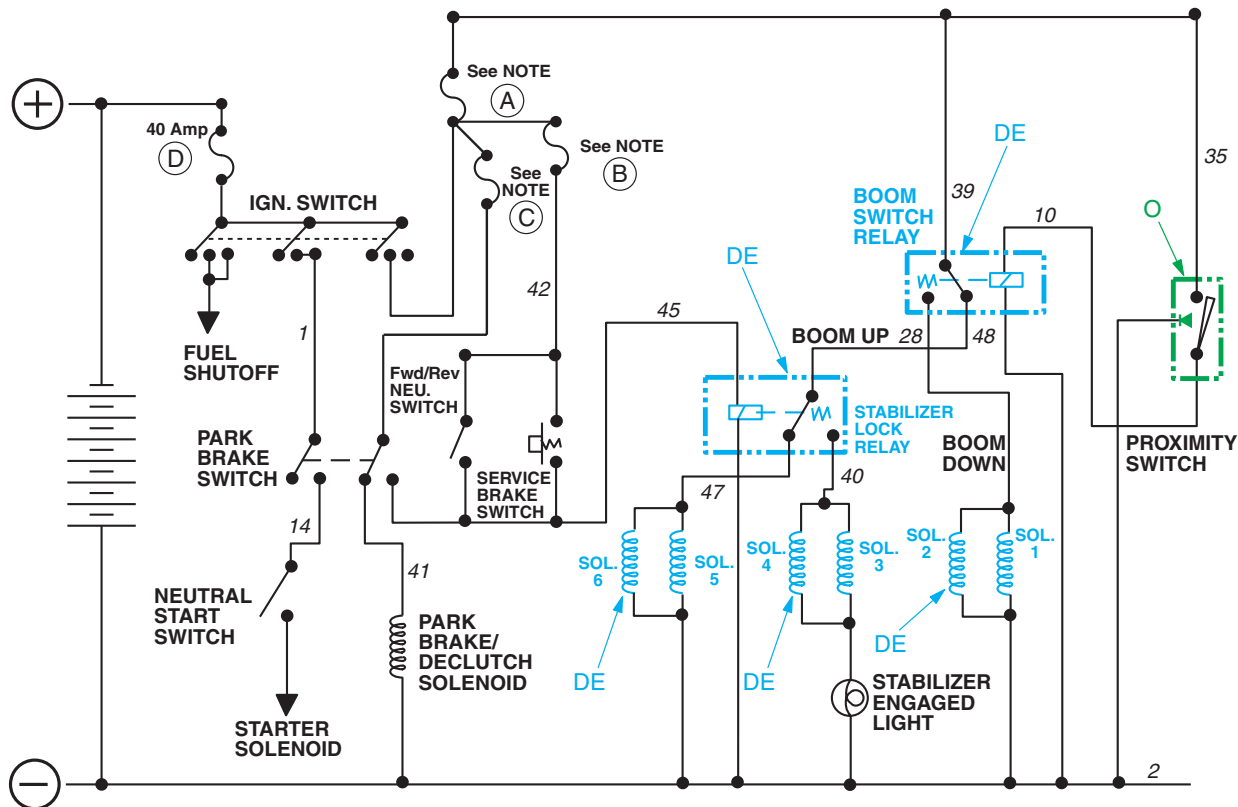 See NOTE
A
40 Amp
D
See NOTE
B
See
NOTE
C
DE
35
IGN. SWITCH
BOOM
SWITCH
RELAY
39
10
O
DE
42
45
1
FUEL
SHUTOFF
BOOM UP
28
48
Fwd/Rev
NEU.
SWITCH
STABILIZER
LOCK
RELAY
PARK
BRAKE
SWITCH
BOOM
DOWN
PROXIMITY
SWITCH
SERVICE
BRAKE
SWITCH
47
40
14
SOL.
6
SOL.
5
SOL.
4
SOL.
3
SOL.
2
SOL.
1
41
NEUTRAL
START
SWITCH
PARK
BRAKE/
DECLUTCH
SOLENOID
DE
DE
DE
STABILIZER
ENGAGED
LIGHT
STARTER
SOLENOID
2